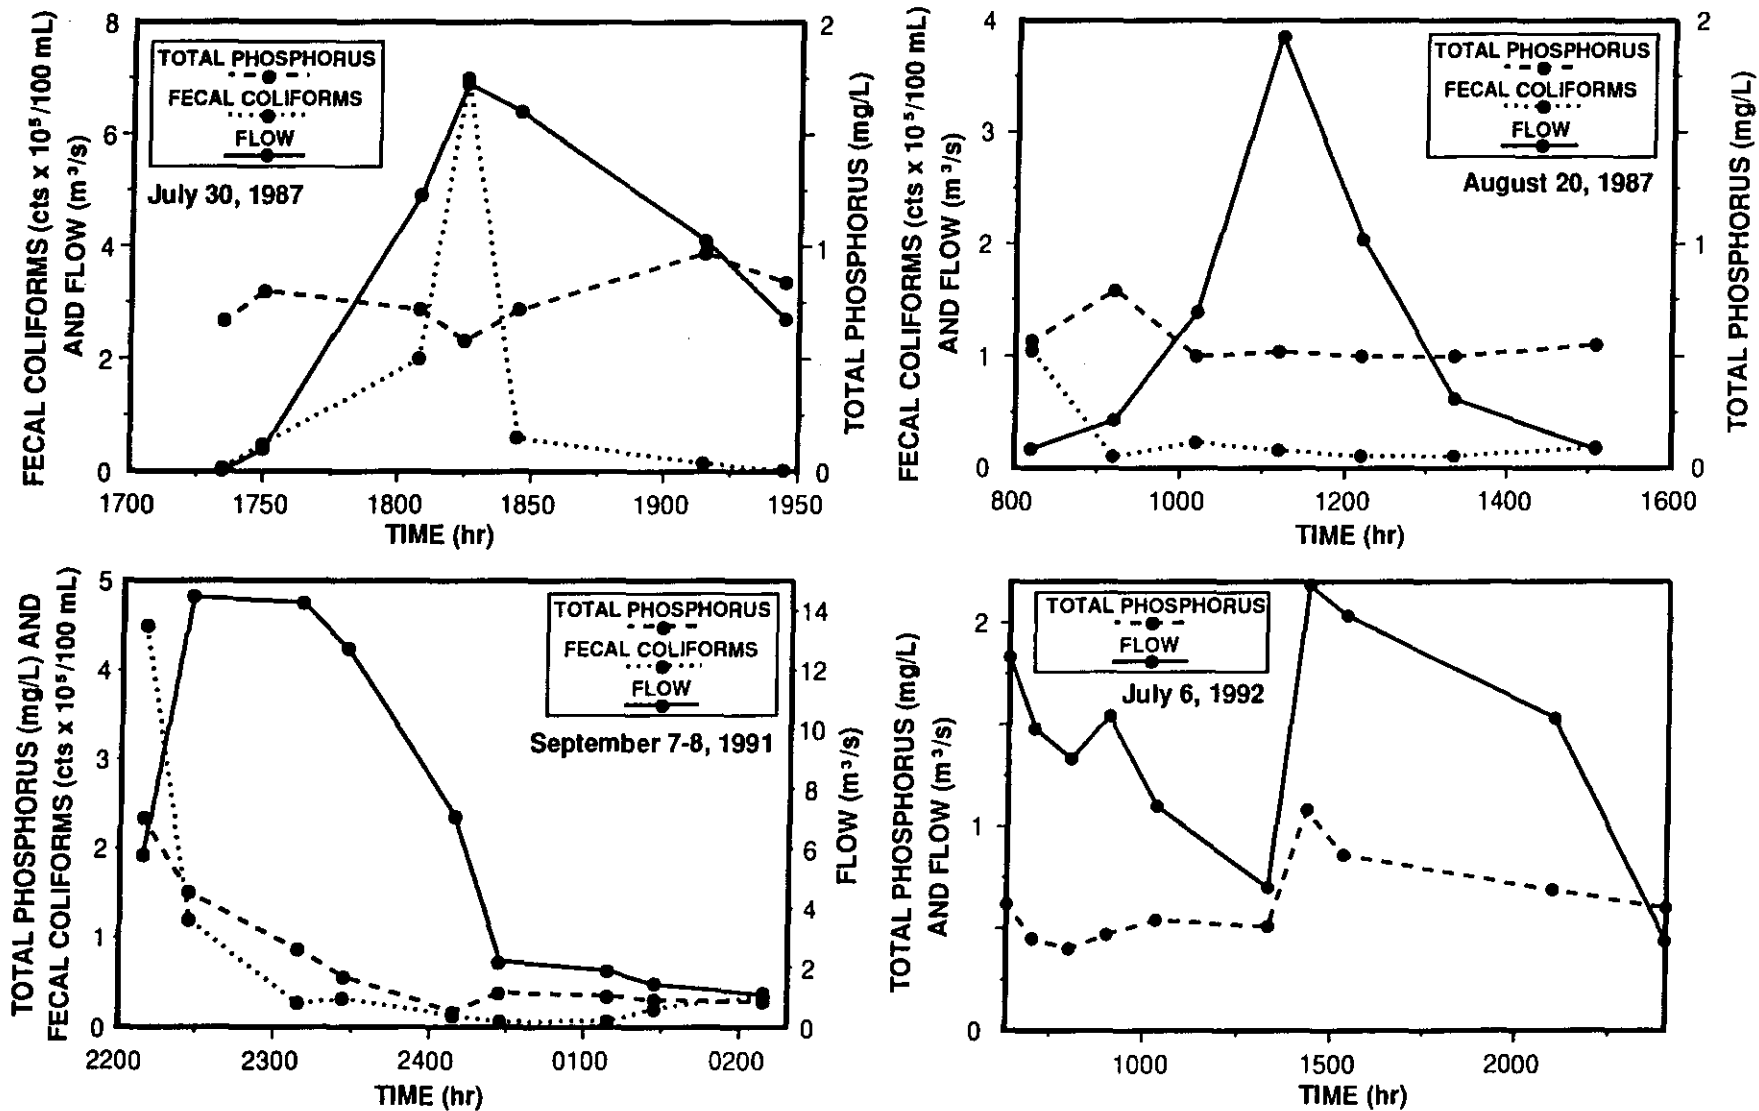 FECAL COLIFORMS (cts x 10⁵/100 mL)
AND FLOW (m³/s)
8
6
4
2
0
TOTAL PHOSPHORUS
FECAL COLIFORMS
FLOW
July 30, 1987
2
1
0
TOTAL PHOSPHORUS (mg/L)
1700
1750
1800
1850
1900
1950
TIME (hr)
FECAL COLIFORMS (cts x 10⁵/100 mL)
AND FLOW (m³/s)
4
3
2
1
0
TOTAL PHOSPHORUS
FECAL COLIFORMS
FLOW
August 20, 1987
2
1
0
TOTAL PHOSPHORUS (mg/L)
800
1000
1200
1400
1600
TIME (hr)
TOTAL PHOSPHORUS (mg/L) AND
FECAL COLIFORMS (cts x 10⁵/100 mL)
5
4
3
2
1
0
TOTAL PHOSPHORUS
FECAL COLIFORMS
FLOW
September 7-8, 1991
14
12
10
8
6
4
2
0
FLOW (m³/s)
2200
2300
2400
0100
0200
TIME (hr)
TOTAL PHOSPHORUS (mg/L)
AND FLOW (m³/s)
2
1
0
TOTAL PHOSPHORUS
FLOW
July 6, 1992
1000
1500
2000
TIME (hr)